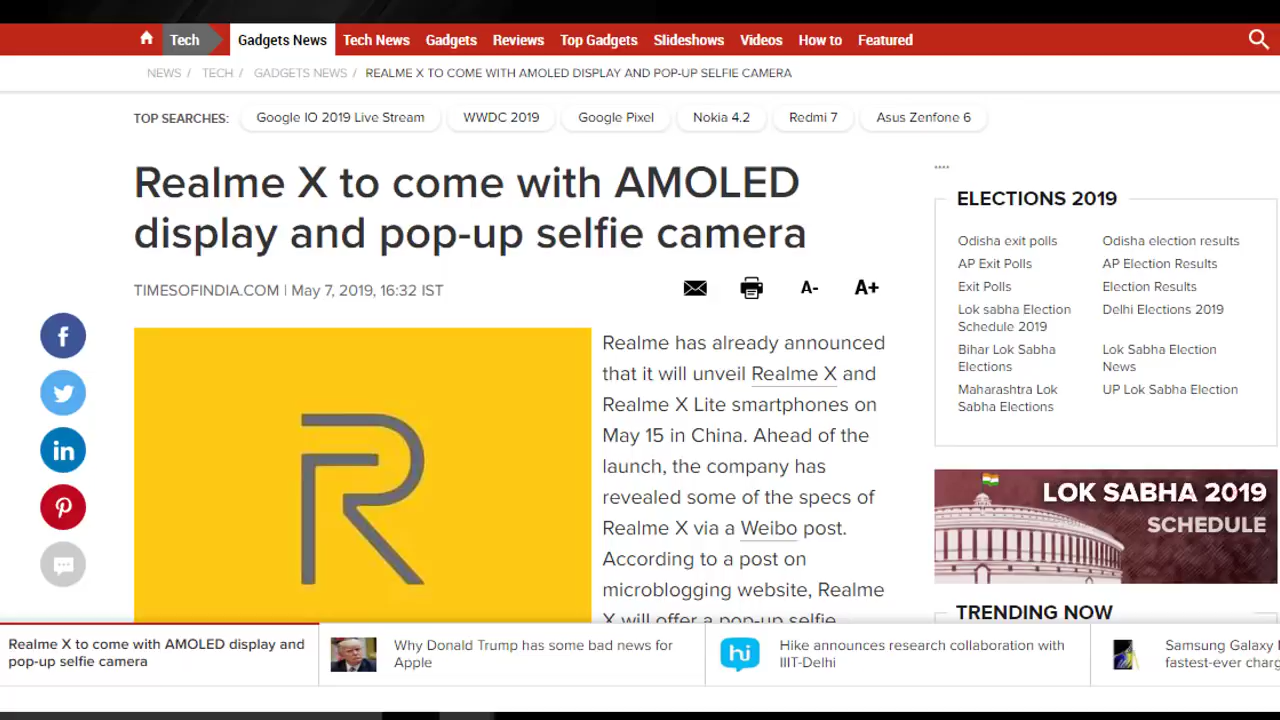 Tech
Gadgets News
Tech News
Gadgets
Reviews
Top Gadgets
Slideshows
Videos
How to
Featured
NEWS / TECH / GADGETS NEWS / REALME X TO COME WITH AMOLED DISPLAY AND POP-UP SELFIE CAMERA
TOP SEARCHES:
Google IO 2019 Live Stream
WWDC 2019
Google Pixel
Nokia 4.2
Redmi 7
Asus Zenfone 6
Realme X to come with AMOLED
display and pop-up selfie camera
TIMESOFINDIA.COM | May 7, 2019, 16:32 IST
A-
A+
Realme has already announced
that it will unveil Realme X and
Realme X Lite smartphones on
May 15 in China. Ahead of the
launch, the company has
revealed some of the specs of
Realme X via a Weibo post.
According to a post on
microblogging website, Realme
X will offer a pop-up selfie
ELECTIONS 2019
Odisha exit polls
Odisha election results
AP Exit Polls
AP Election Results
Exit Polls
Election Results
Lok sabha Election
Schedule 2019
Delhi Elections 2019
Bihar Lok Sabha
Elections
Lok Sabha Election
News
Maharashtra Lok
Sabha Elections
UP Lok Sabha Election
LOK SABHA 2019
SCHEDULE
TRENDING NOW
Realme X to come with AMOLED display and
pop-up selfie camera
Why Donald Trump has some bad news for
Apple
hi
Hike announces research collaboration with
IIIT-Delhi
Samsung Galaxy
fastest-ever